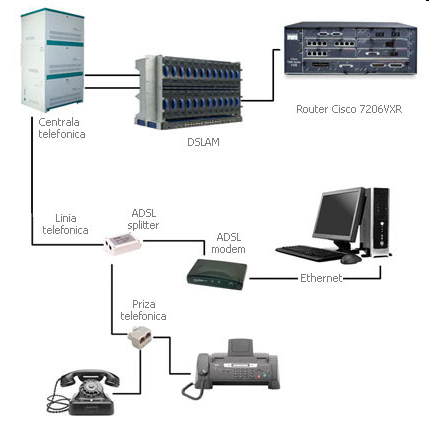 Centrala
telefonica
DSLAM
Router Cisco 7206VXR
Linia
telefonica
ADSL
splitter
ADSL
modem
Ethernet
Priza
telefonica